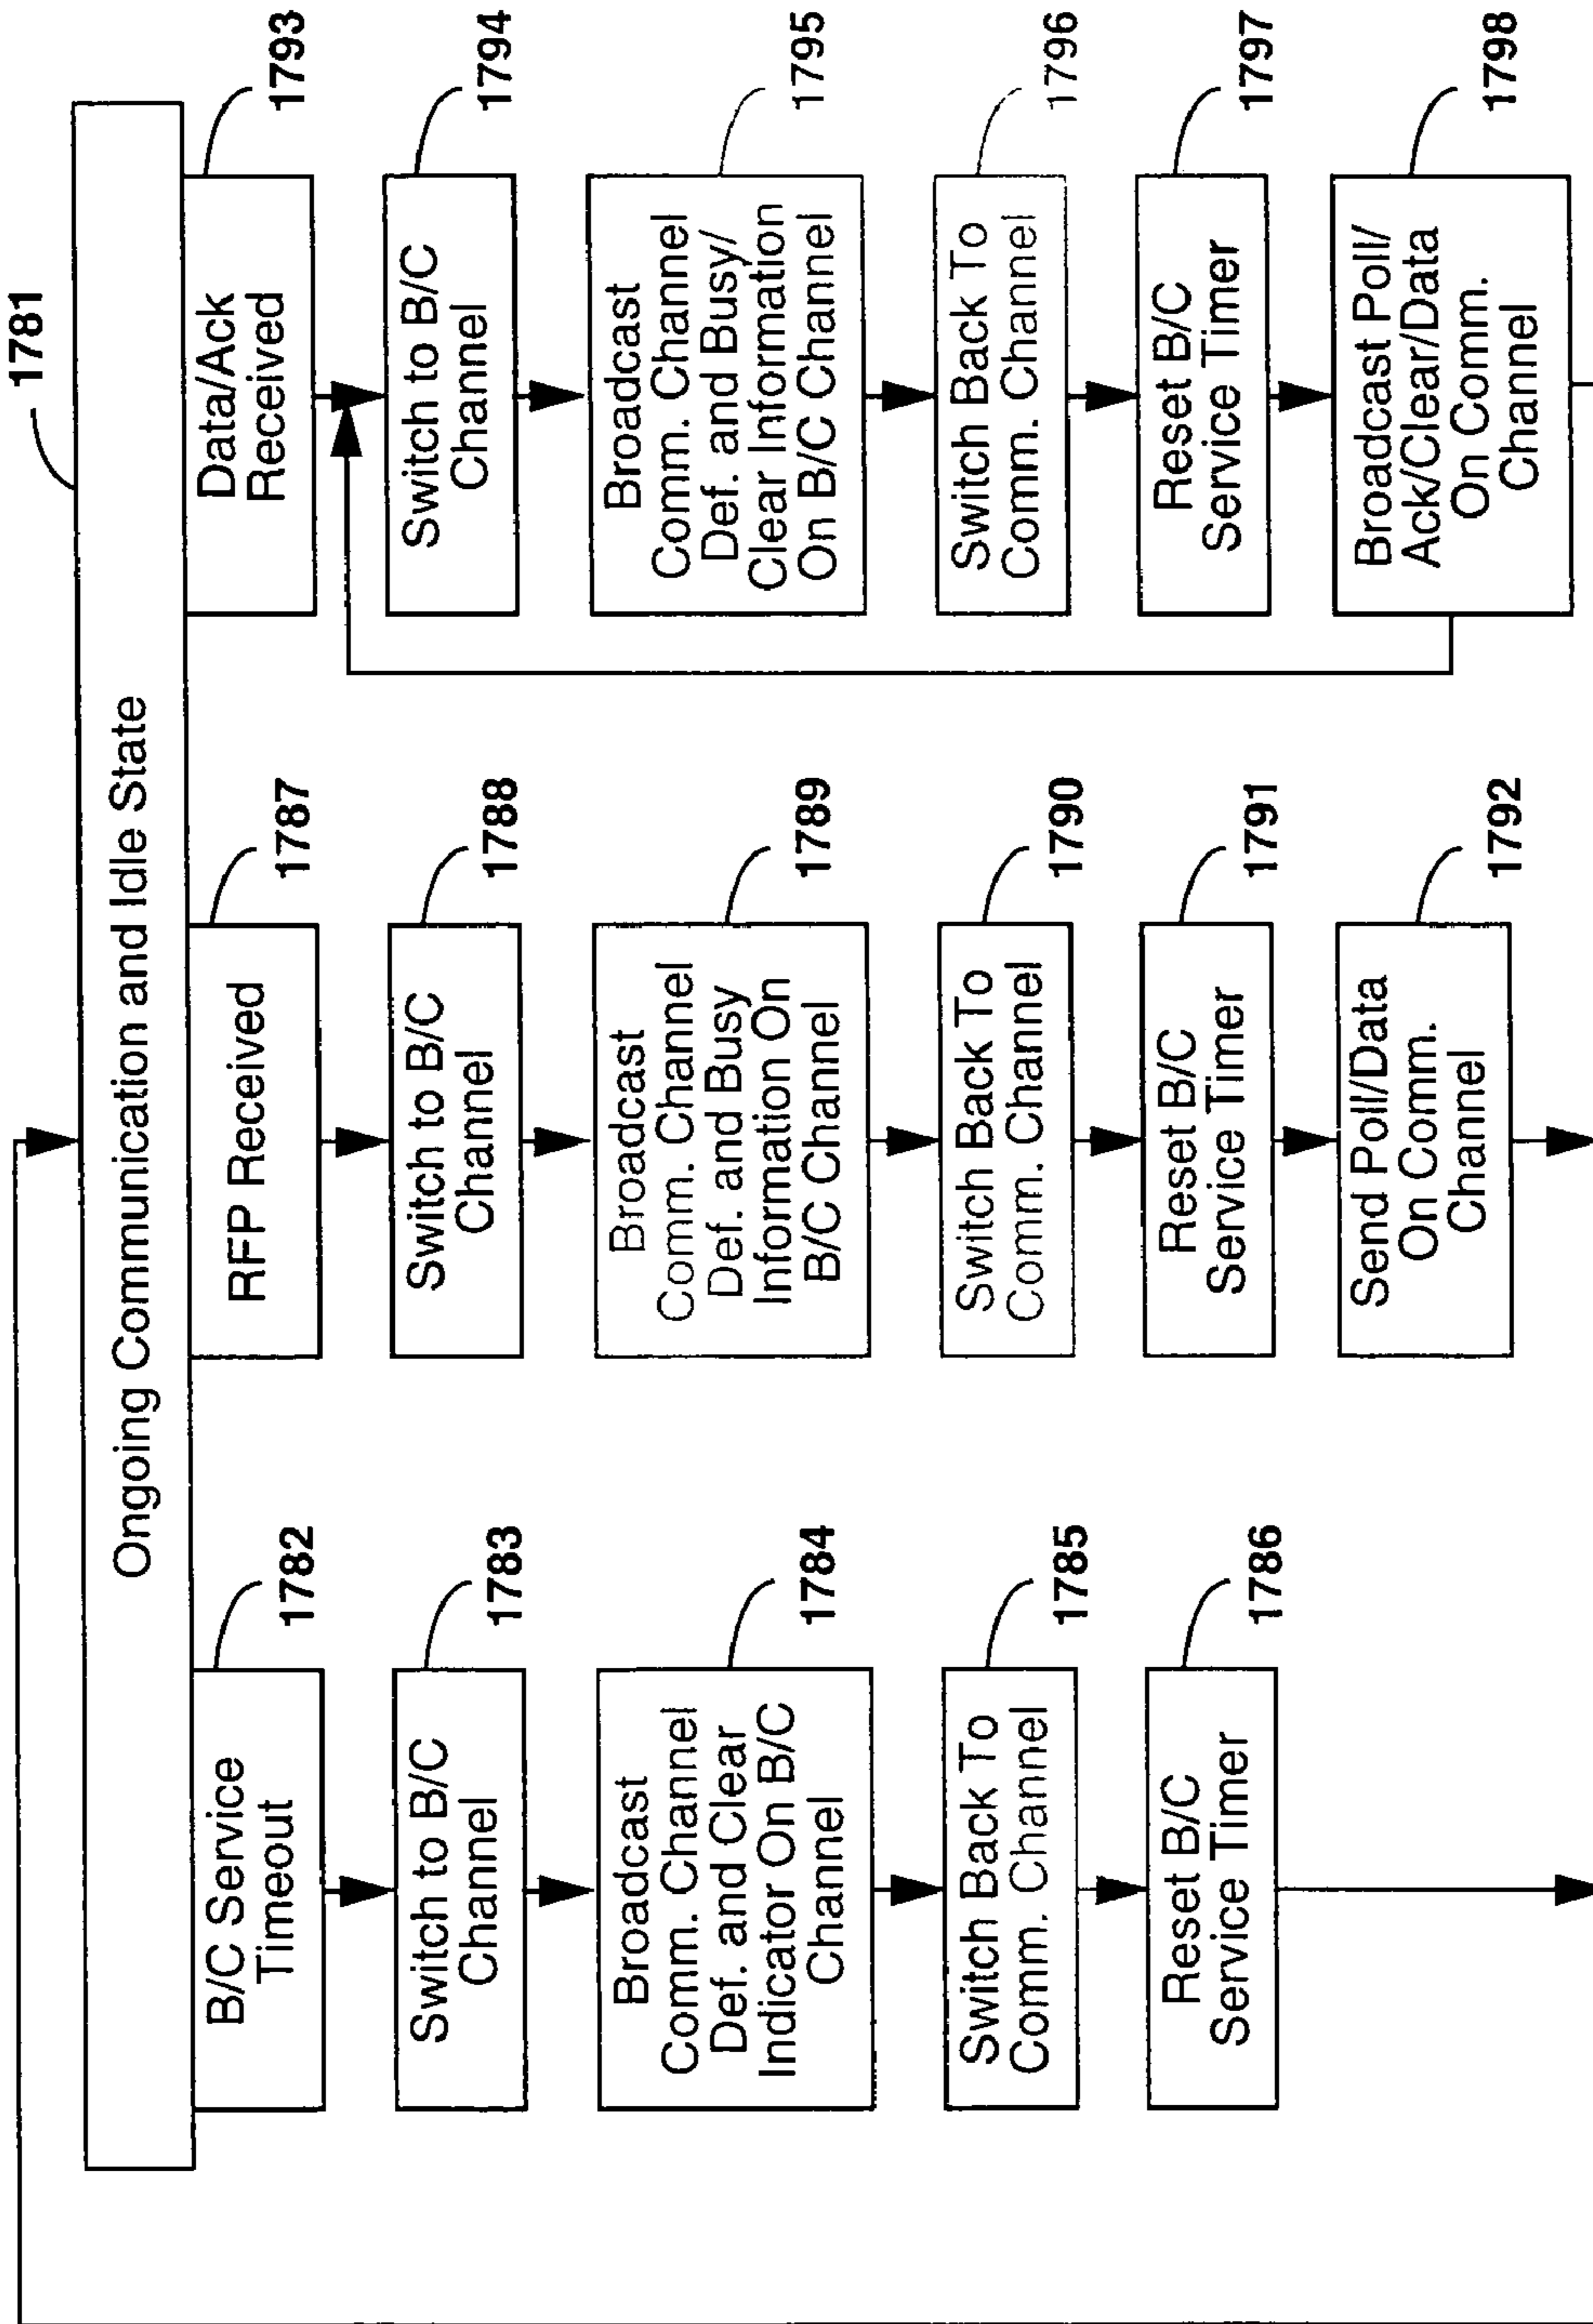 1781
Ongoing Communication and Idle State
B/C Service
Timeout
1782
Switch to B/C
Channel
1783
Broadcast
Comm. Channel
Def. and Clear
Indicator On B/C
Channel
1784
Switch Back To
Comm. Channel
1785
Reset B/C
Service Timer
1786
RFP Received
1787
Switch to B/C
Channel
1788
Broadcast
Comm. Channel
Def. and Busy
Information On
B/C Channel
1789
Switch Back To
Comm. Channel
1790
Reset B/C
Service Timer
1791
Send Poll/Data
On Comm.
Channel
1792
Data/Ack
Received
1793
Switch to B/C
Channel
1794
Broadcast
Comm. Channel
Def. and Busy/
Clear Information
On B/C Channel
1795
Switch Back To
Comm. Channel
1796
Reset B/C
Service Timer
1797
Broadcast Poll/
Ack/Clear/Data
On Comm.
Channel
1798